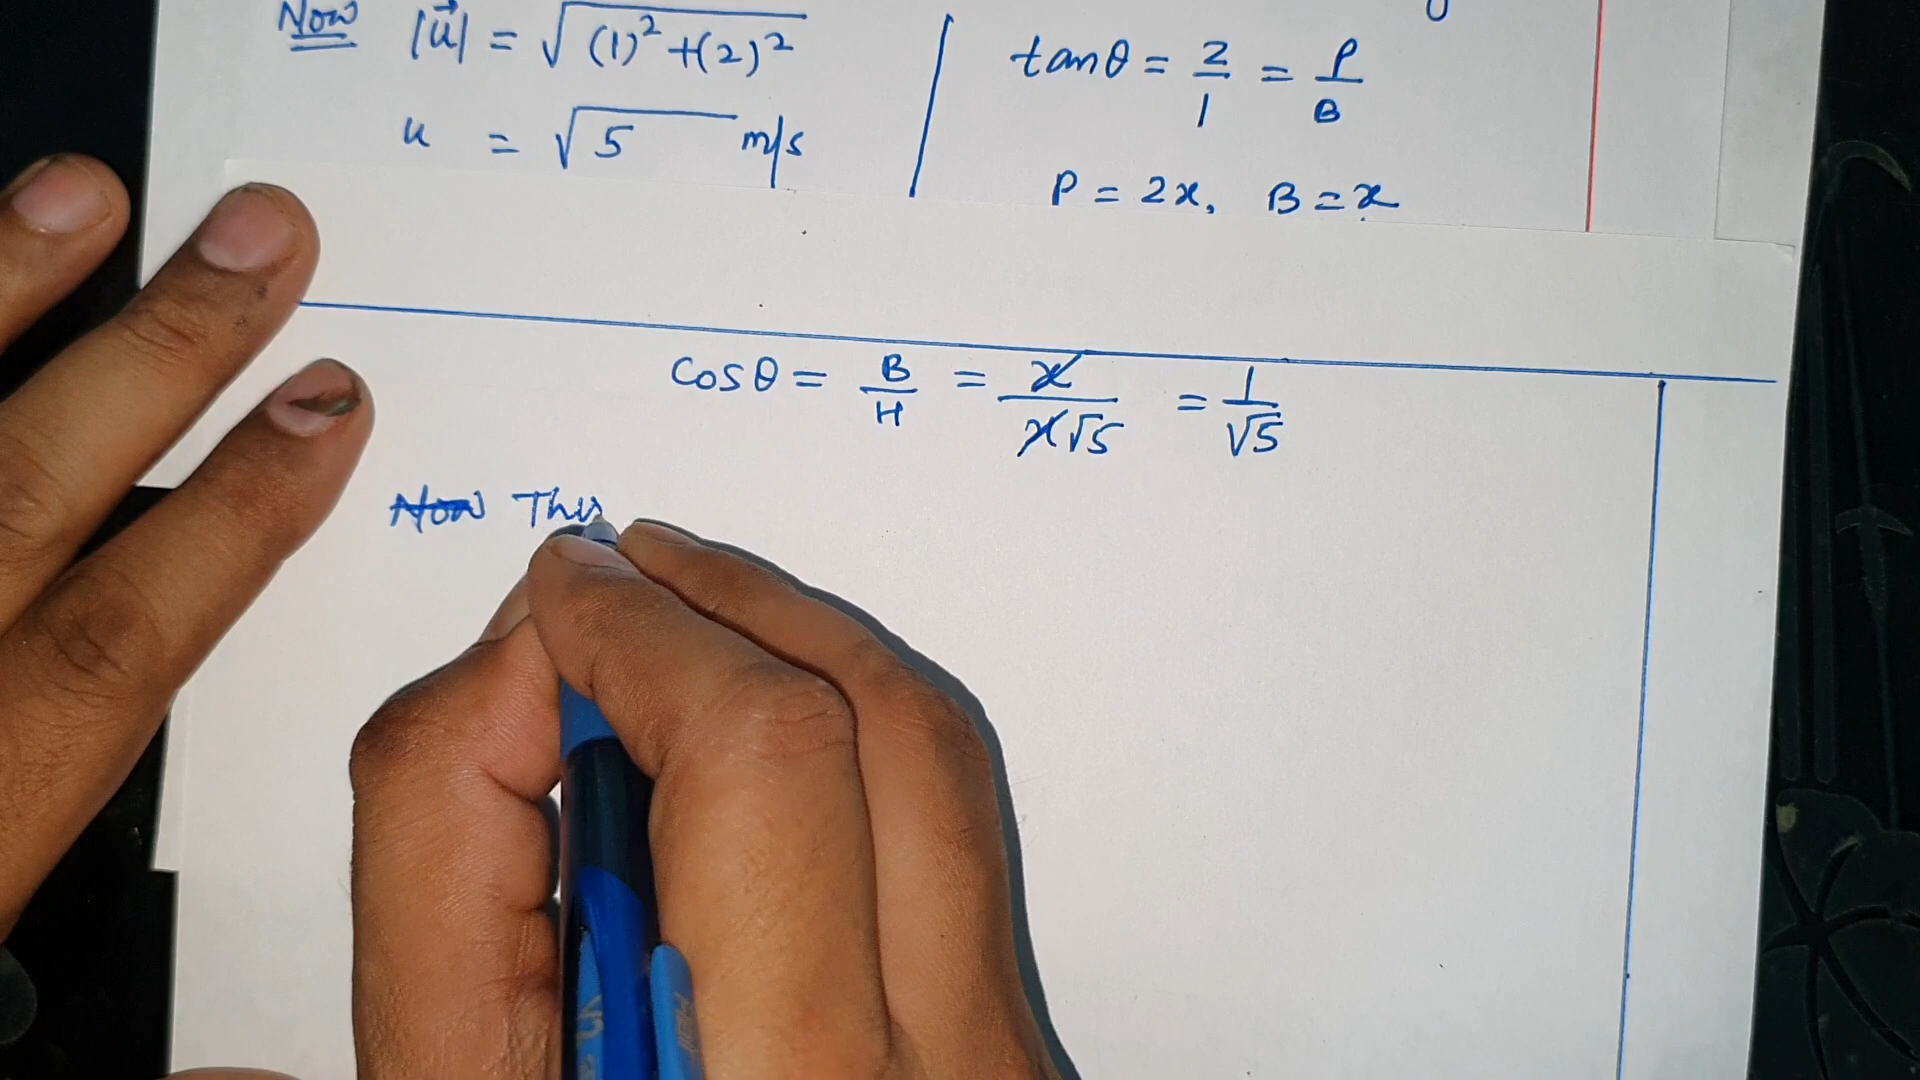 Now |u⃗| = √(1)²+(2)²
u = √5 m/s
tanθ = 2/1 = P/B
P = 2x, B = x
cosθ = B/H = x/x√5 = 1/√5
Now This